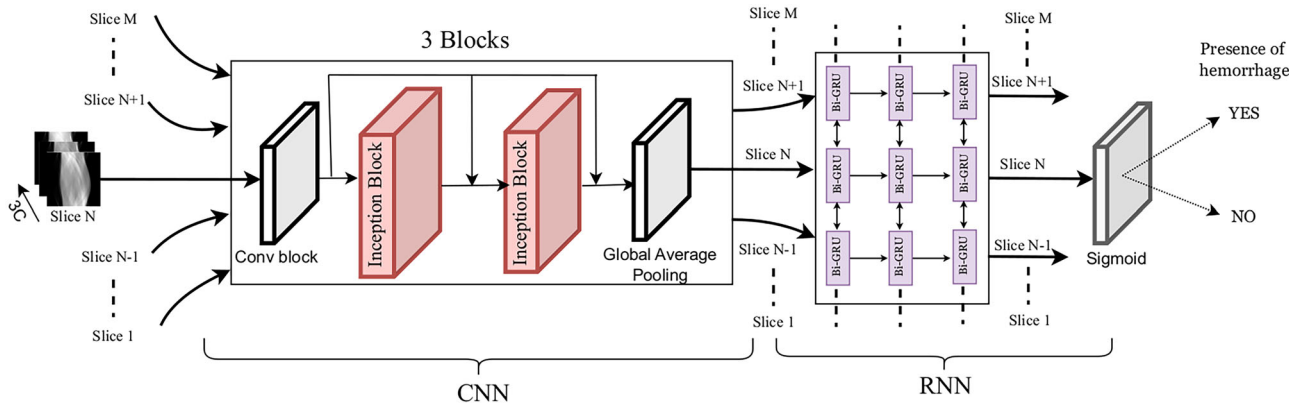 Slice M
Slice N+1
3C
Slice N
Slice N-1
Slice 1
3 Blocks
Conv block
Inception Block
Inception Block
Global Average
Pooling
CNN
Slice M
Slice N+1
Slice N
Slice N-1
Slice 1
Bi-GRU
Bi-GRU
Bi-GRU
Bi-GRU
Bi-GRU
Bi-GRU
Bi-GRU
Bi-GRU
Bi-GRU
RNN
Slice M
Slice N+1
Slice N
Slice N-1
Slice 1
Sigmoid
Presence of
hemorrhage
YES
NO